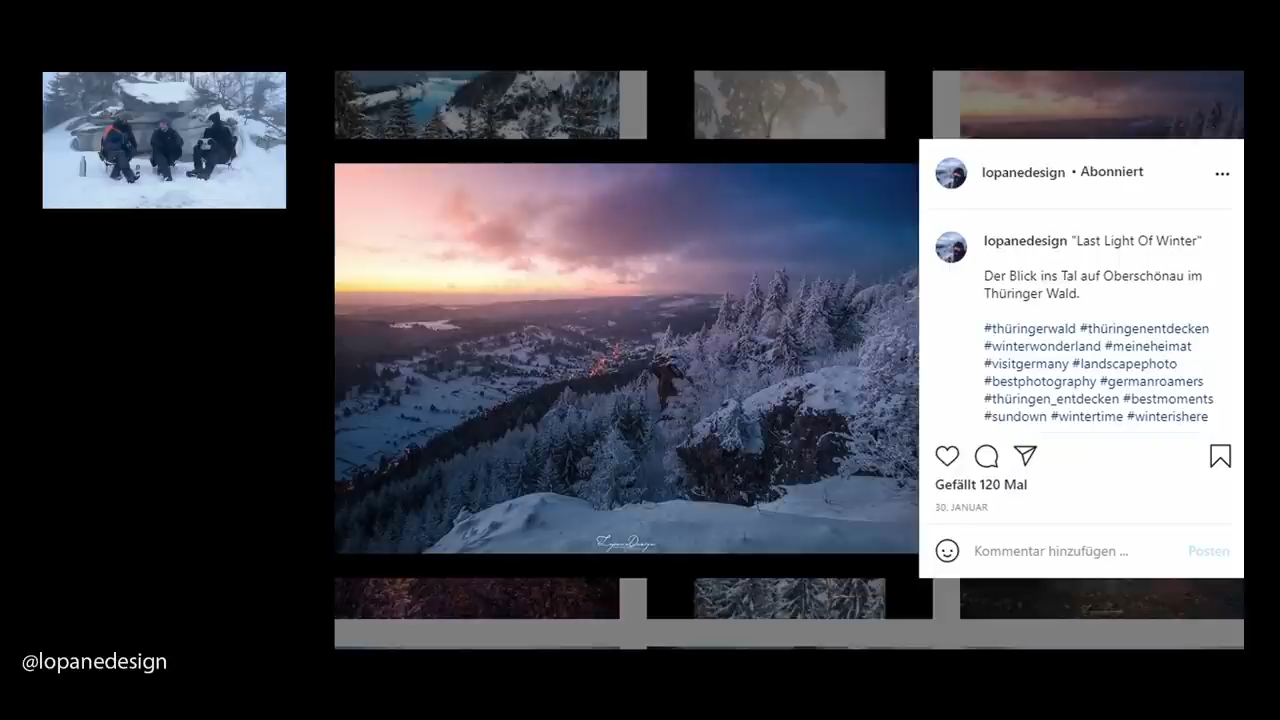 lopanedesign • Abonniert
lopanedesign "Last Light Of Winter"
Der Blick ins Tal auf Oberschönau im
Thüringer Wald.
#thüringerwald #thüringenentdecken
#winterwonderland #meineheimat
#visitgermany #landscapephoto
#bestphotography #germanroamers
#thüringen_entdecken #bestmoments
#sundown #wintertime #winterishere
Gefällt 120 Mal
30. JANUAR
Kommentar hinzufügen ... Posten
LopaneDesign
@lopanedesign